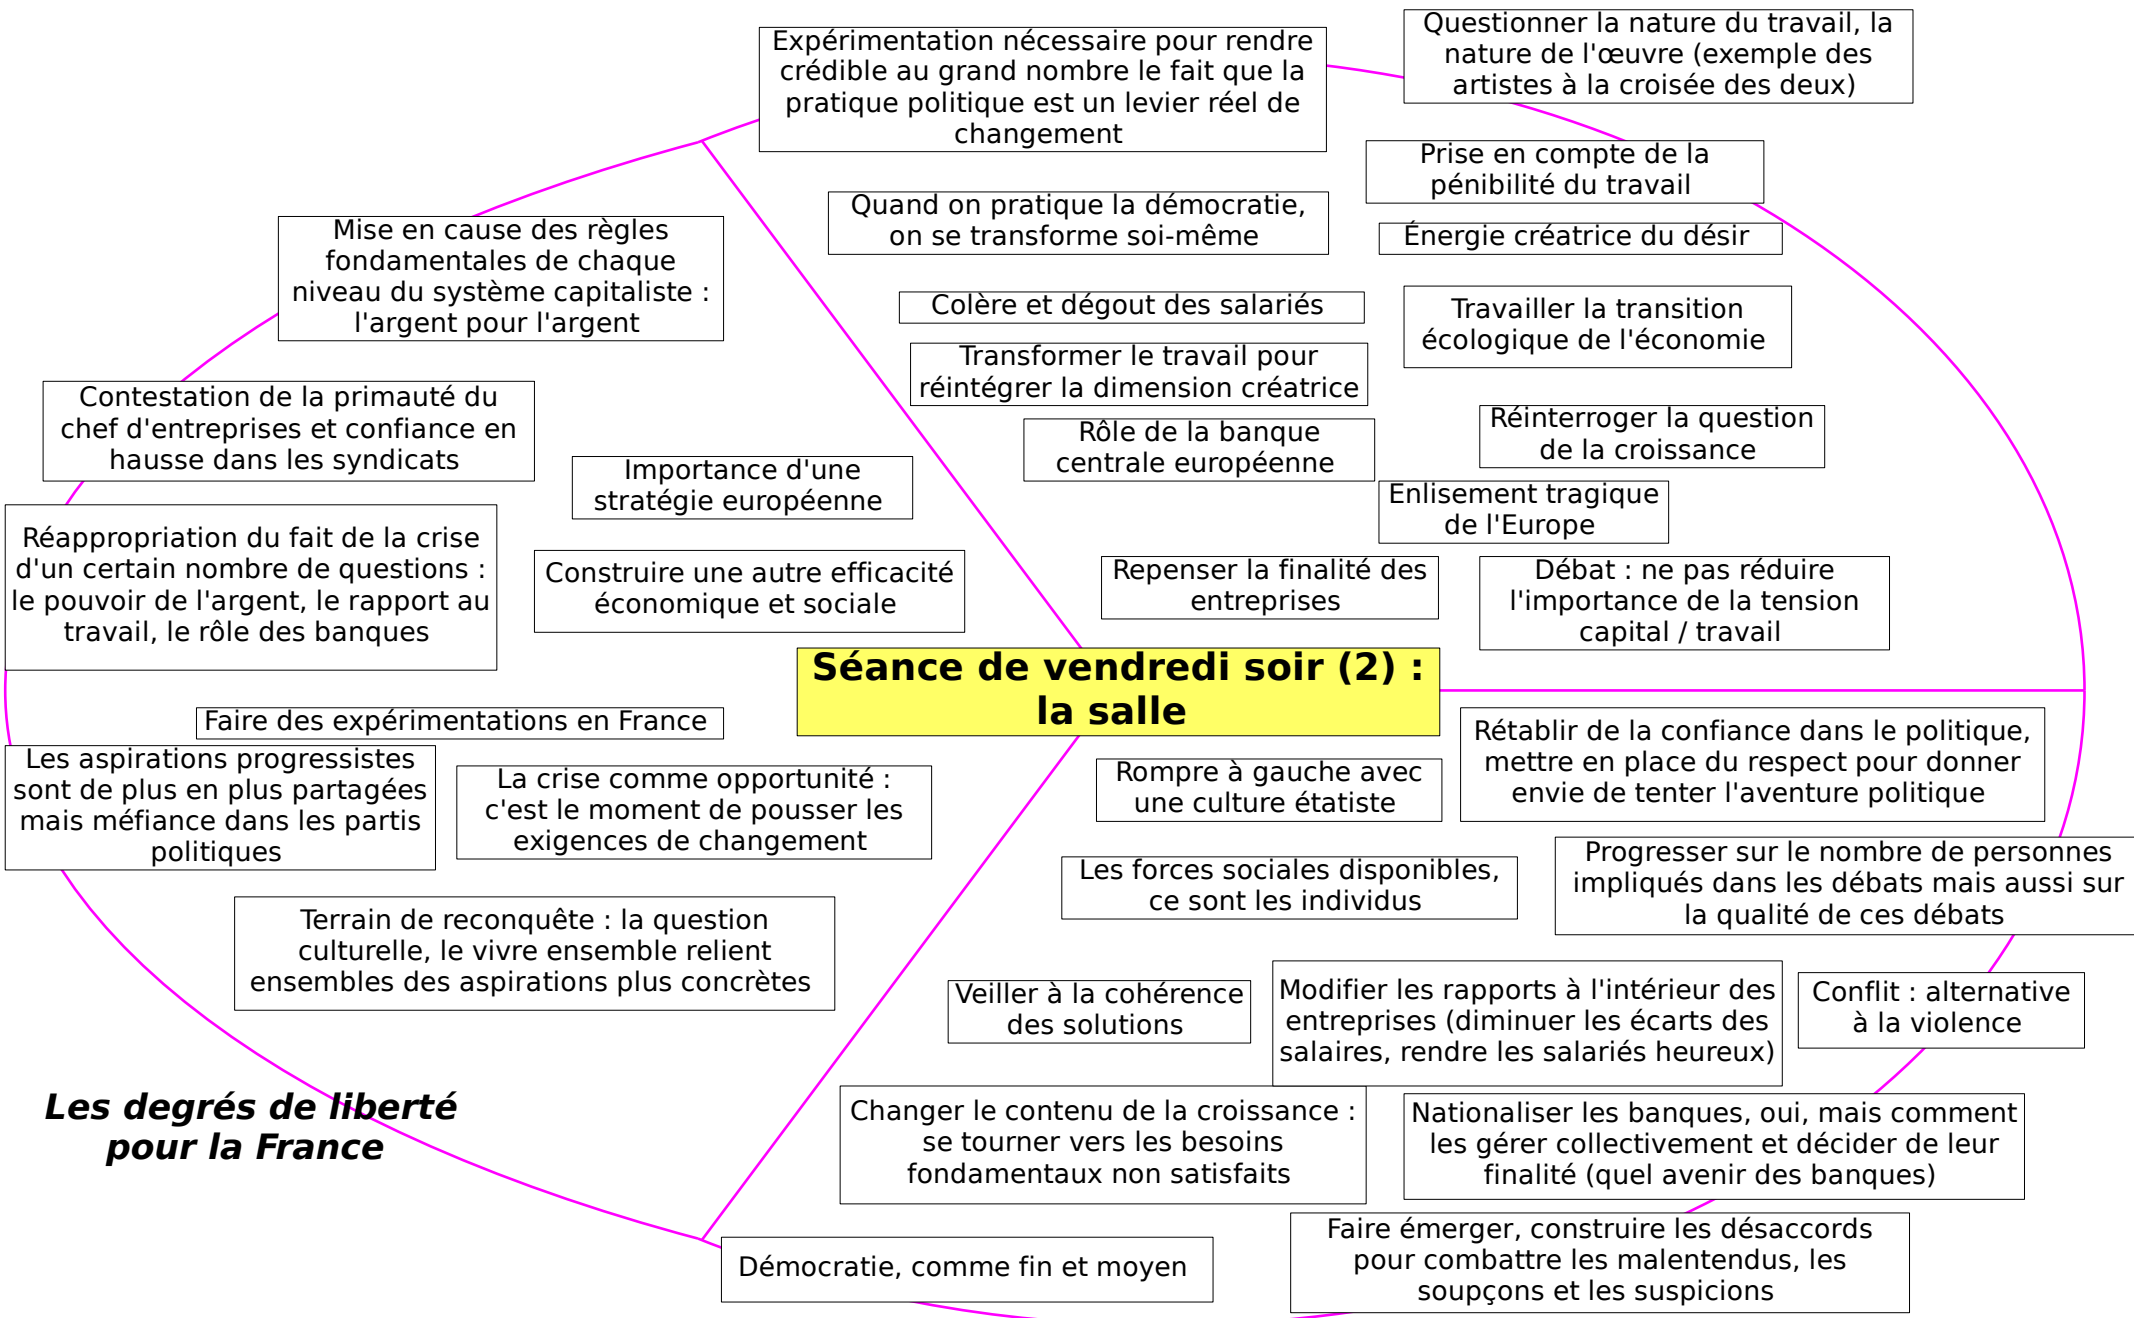 Expérimentation nécessaire pour rendre
crédible au grand nombre le fait que la
pratique politique est un levier réel de
changement
Questionner la nature du travail, la
nature de l'œuvre (exemple des
artistes à la croisée des deux)
Prise en compte de la
pénibilité du travail
Quand on pratique la démocratie,
on se transforme soi-même
Énergie créatrice du désir
Mise en cause des règles
fondamentales de chaque
niveau du système capitaliste :
l'argent pour l'argent
Colère et dégout des salariés
Travailler la transition
écologique de l'économie
Transformer le travail pour
réintégrer la dimension créatrice
Contestation de la primauté du
chef d'entreprises et confiance en
hausse dans les syndicats
Rôle de la banque
centrale européenne
Réinterroger la question
de la croissance
Importance d'une
stratégie européenne
Enlisement tragique
de l'Europe
Réappropriation du fait de la crise
d'un certain nombre de questions :
le pouvoir de l'argent, le rapport au
travail, le rôle des banques
Construire une autre efficacité
économique et sociale
Repenser la finalité des
entreprises
Débat : ne pas réduire
l'importance de la tension
capital / travail
Séance de vendredi soir (2) :
la salle
Faire des expérimentations en France
Rétablir de la confiance dans le politique,
mettre en place du respect pour donner
envie de tenter l'aventure politique
Les aspirations progressistes
sont de plus en plus partagées
mais méfiance dans les partis
politiques
La crise comme opportunité :
c'est le moment de pousser les
exigences de changement
Rompre à gauche avec
une culture étatiste
Progresser sur le nombre de personnes
impliqués dans les débats mais aussi sur
la qualité de ces débats
Les forces sociales disponibles,
ce sont les individus
Terrain de reconquête : la question
culturelle, le vivre ensemble relient
ensembles des aspirations plus concrètes
Veiller à la cohérence
des solutions
Modifier les rapports à l'intérieur des
entreprises (diminuer les écarts des
salaires, rendre les salariés heureux)
Conflit : alternative
à la violence
Les degrés de liberté
pour la France
Changer le contenu de la croissance :
se tourner vers les besoins
fondamentaux non satisfaits
Nationaliser les banques, oui, mais comment
les gérer collectivement et décider de leur
finalité (quel avenir des banques)
Faire émerger, construire les désaccords
pour combattre les malentendus, les
soupçons et les suspicions
Démocratie, comme fin et moyen